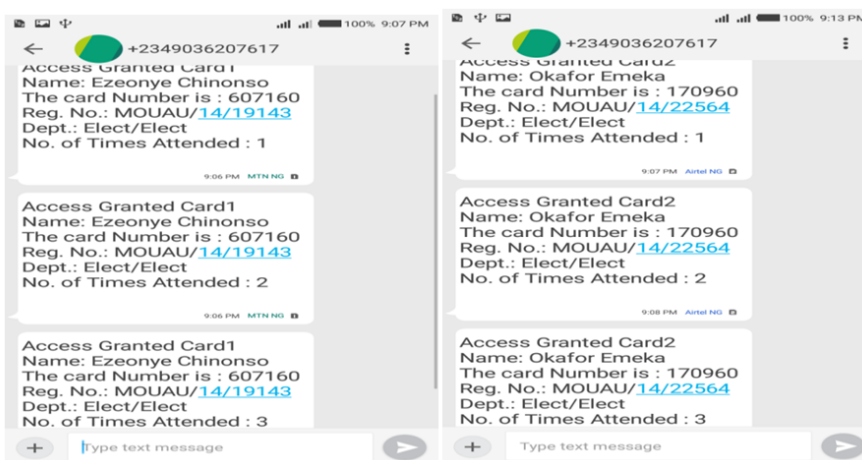 100% 9:07 PM
+2349036207617
Access Granted Card1
Name: Ezeonye Chinonso
The card Number is : 607160
Reg. No.: MOUAU/14/19143
Dept.: Elect/Elect
No. of Times Attended : 1
9:06 PM MTN NG
Access Granted Card1
Name: Ezeonye Chinonso
The card Number is : 607160
Reg. No.: MOUAU/14/19143
Dept.: Elect/Elect
No. of Times Attended : 2
9:06 PM MTN NG
Access Granted Card1
Name: Ezeonye Chinonso
The card Number is : 607160
Reg. No.: MOUAU/14/19143
Dept.: Elect/Elect
No. of Times Attended : 3
Type text message
100% 9:13 PM
+2349036207617
Access Granted Card2
Name: Okafor Emeka
The card Number is : 170960
Reg. No.: MOUAU/14/22564
Dept.: Elect/Elect
No. of Times Attended : 1
9:07 PM Airtel NG
Access Granted Card2
Name: Okafor Emeka
The card Number is : 170960
Reg. No.: MOUAU/14/22564
Dept.: Elect/Elect
No. of Times Attended : 2
9:08 PM Airtel NG
Access Granted Card2
Name: Okafor Emeka
The card Number is : 170960
Reg. No.: MOUAU/14/22564
Dept.: Elect/Elect
No. of Times Attended : 3
Type text message